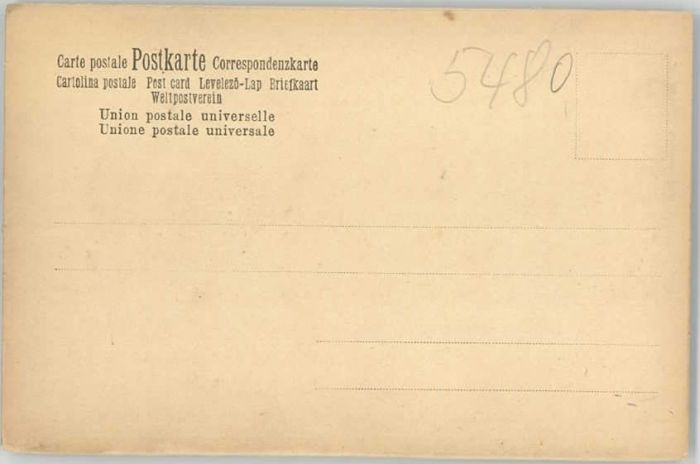 Carte postale Postkarte Correspondenzkarte
Cartolina postale Post card Levelező-Lap Briefkaart
Weltpostverein
Union postale universelle
Unione postale universale
5480